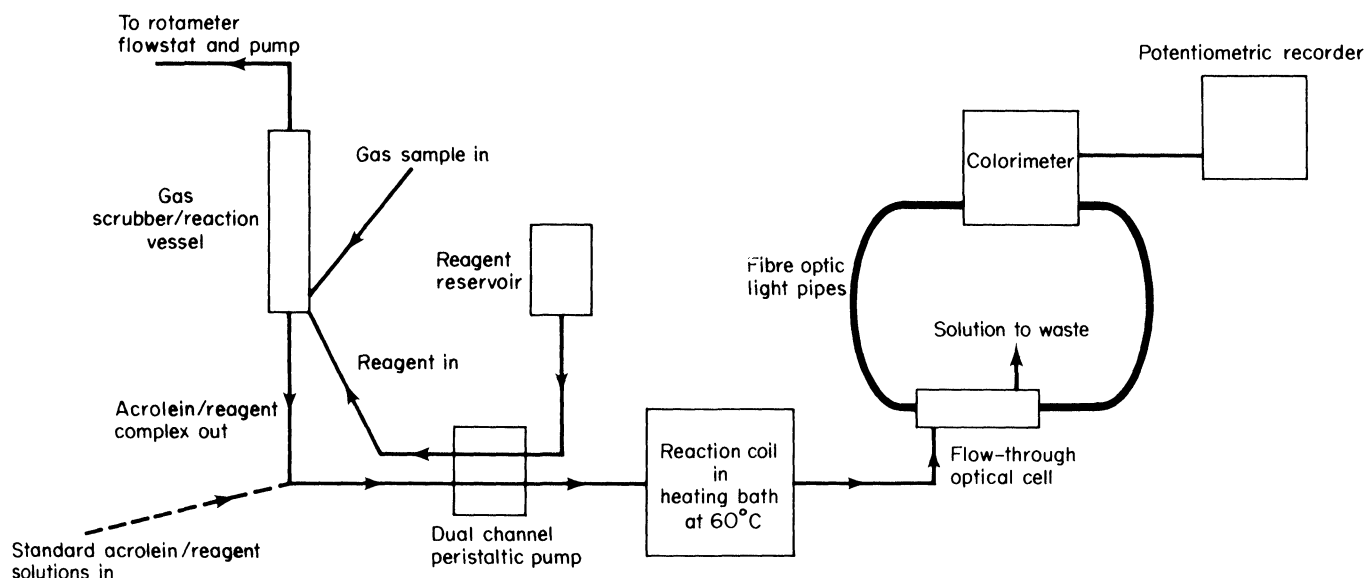 To rotameter
flowstat and pump
Potentiometric recorder
Gas sample in
Colorimeter
Gas
scrubber/reaction
vessel
Reagent
reservoir
Fibre optic
light pipes
Solution to waste
Reagent in
Acrolein/reagent
complex out
Reaction coil
in
heating bath
at 60°C
Flow-through
optical cell
Dual channel
peristaltic pump
Standard acrolein/reagent
solutions in